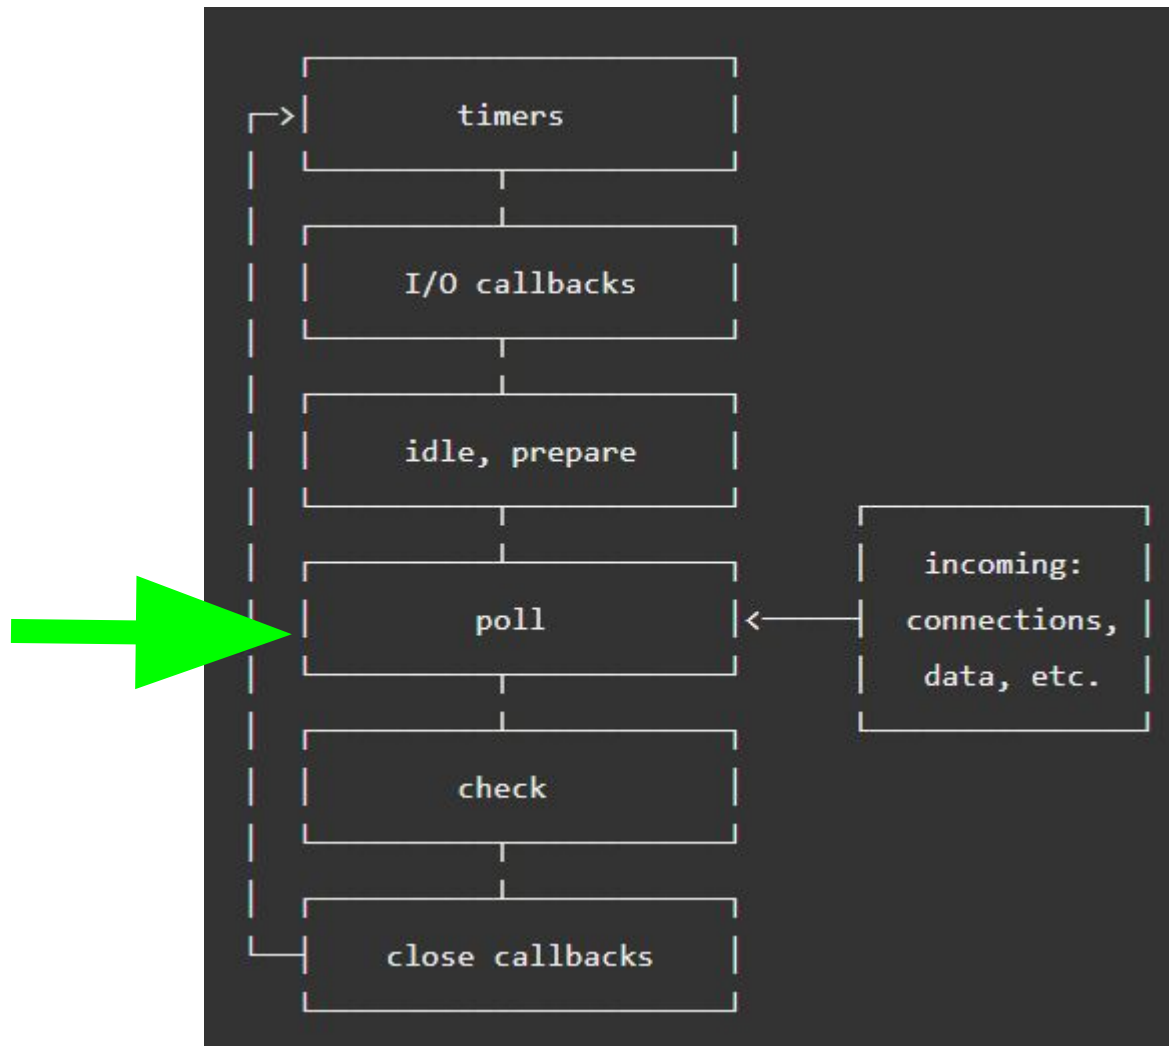 timers
I/O callbacks
idle, prepare
poll
incoming:
connections,
data, etc.
check
close callbacks